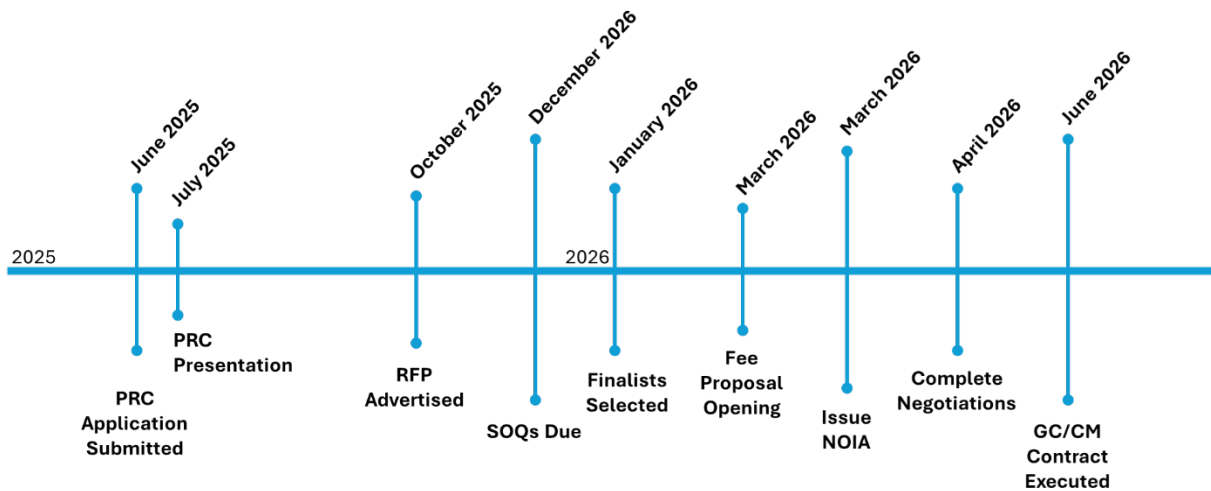 June 2025
July 2025
October 2025
December 2026
January 2026
March 2026
March 2026
April 2026
June 2026
2025
2026
PRC
Application
Submitted
PRC
Presentation
RFP
Advertised
SOQs Due
Finalists
Selected
Fee
Proposal
Opening
Issue
NOIA
Complete
Negotiations
GC/CM
Contract
Executed